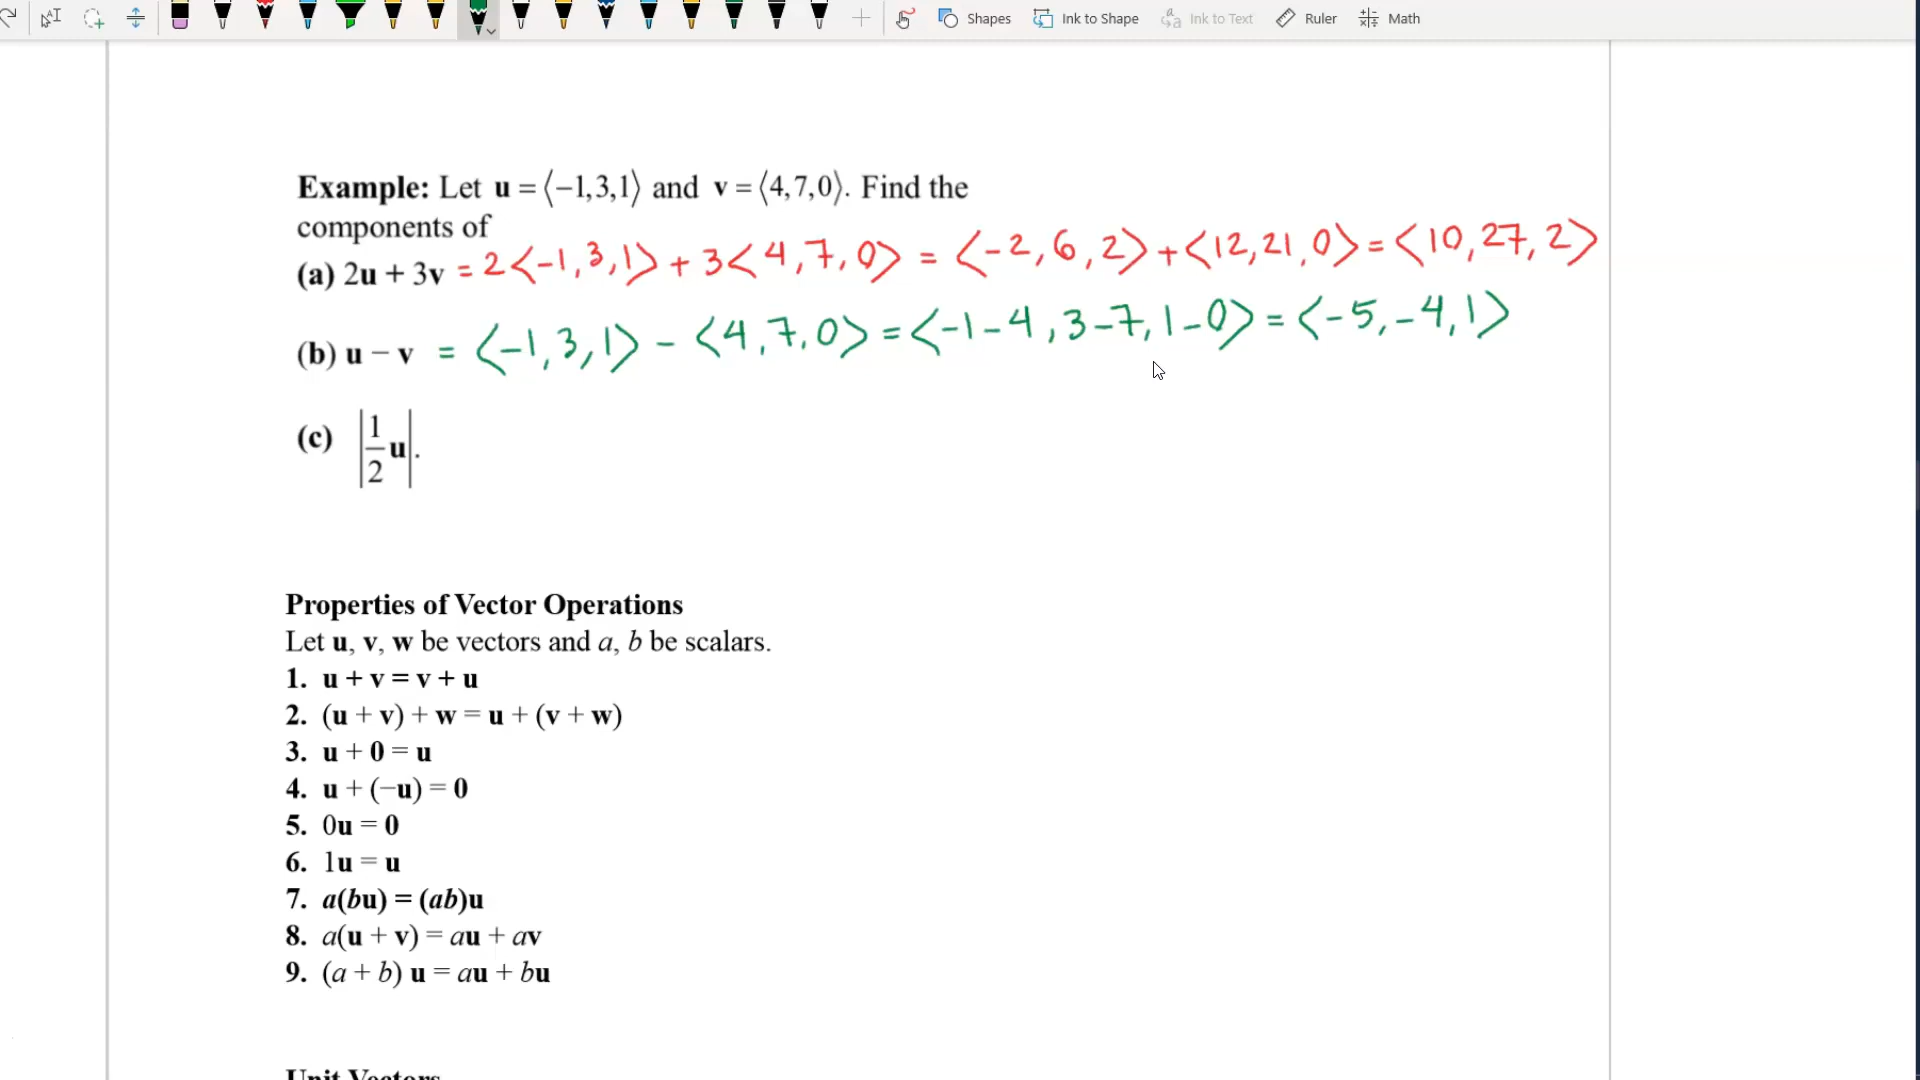 Shapes Ink to Shape Ink to Text Ruler Math
Example: Let u = ⟨−1,3,1⟩ and v = ⟨4,7,0⟩. Find the
components of
(a) 2u + 3v = 2<-1,3,1> + 3<4,7,0> = <-2,6,2> + <12,21,0> = <10,27,2>
(b) u − v = <-1,3,1> - <4,7,0> = <-1-4,3-7,1-0> = <-5,-4,1>
(c) |1/2 u|.
Properties of Vector Operations
Let u, v, w be vectors and a, b be scalars.
1. u + v = v + u
2. (u + v) + w = u + (v + w)
3. u + 0 = u
4. u + (−u) = 0
5. 0u = 0
6. 1u = u
7. a(bu) = (ab)u
8. a(u + v) = au + av
9. (a + b) u = au + bu
Unit Vectors